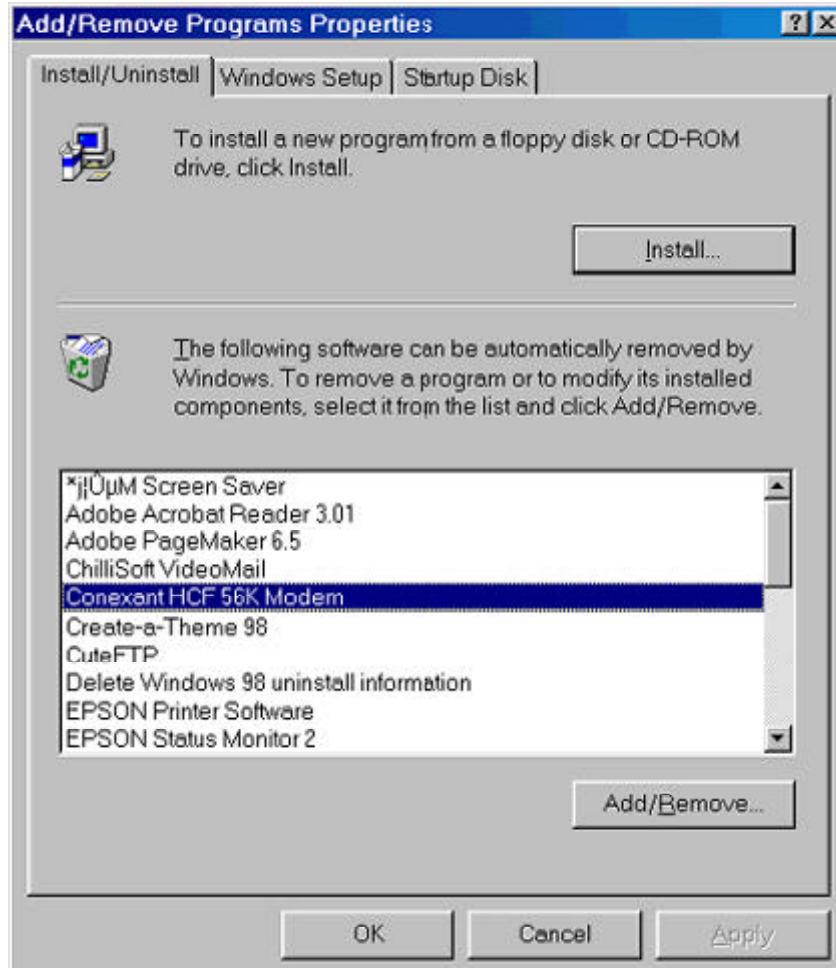 Add/Remove Programs Properties
Install/Uninstall
Windows Setup
Startup Disk
To install a new program from a floppy disk or CD-ROM
drive, click Install.
Install...
The following software can be automatically removed by
Windows. To remove a program or to modify its installed
components, select it from the list and click Add/Remove.
*j¦ÛµM Screen Saver
Adobe Acrobat Reader 3.01
Adobe PageMaker 6.5
ChilliSoft VideoMail
Conexant HCF 56K Modem
Create-a-Theme 98
CuteFTP
Delete Windows 98 uninstall information
EPSON Printer Software
EPSON Status Monitor 2
Add/Remove...
OK
Cancel
Apply